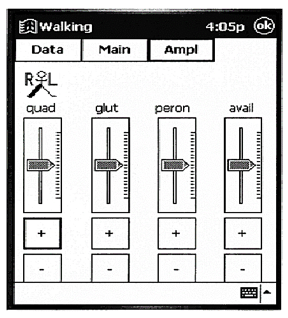 Walking 4:05p ok
Data Main Ampl
R L
quad glut peron avail
+ + + +
- - - -